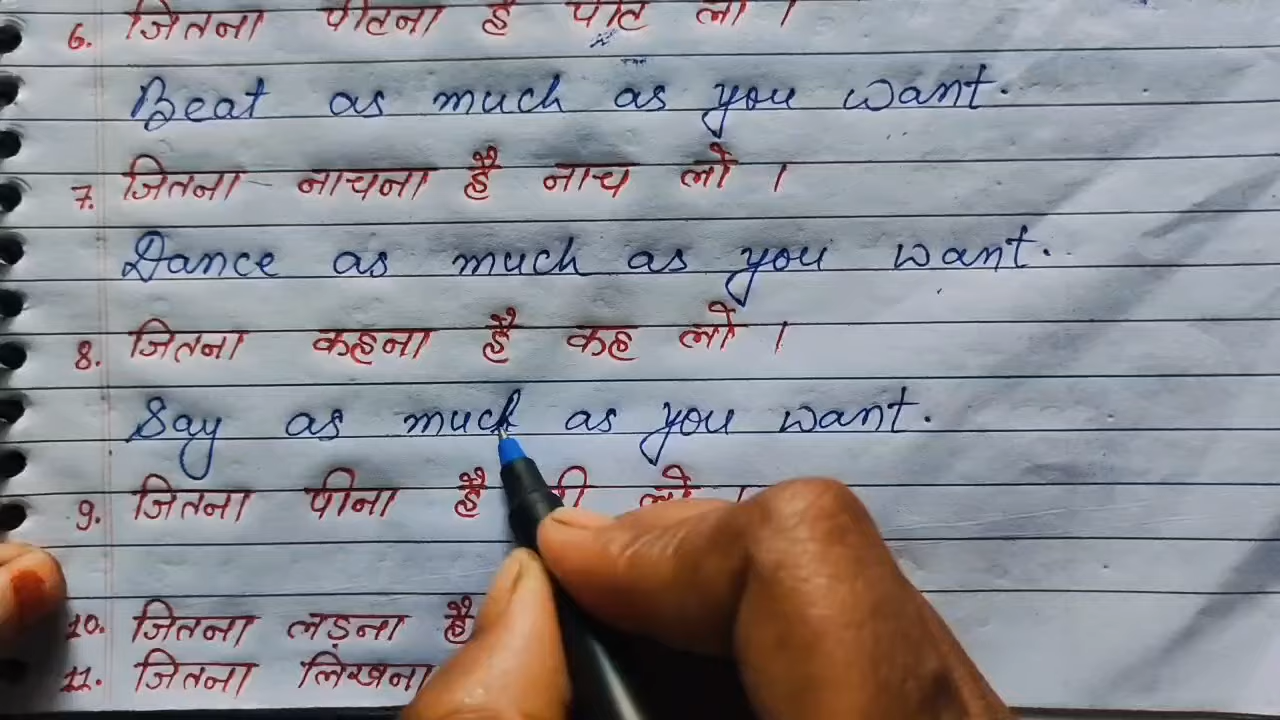 6. जितना पीटना है पीट लो ।
Beat as much as you want.
7. जितना नाचना है नाच लो ।
Dance as much as you want.
8. जितना कहना है कह लो ।
Say as much as you want.
9. जितना पीना है पी लो ।
10. जितना लड़ना है
11. जितना लिखना